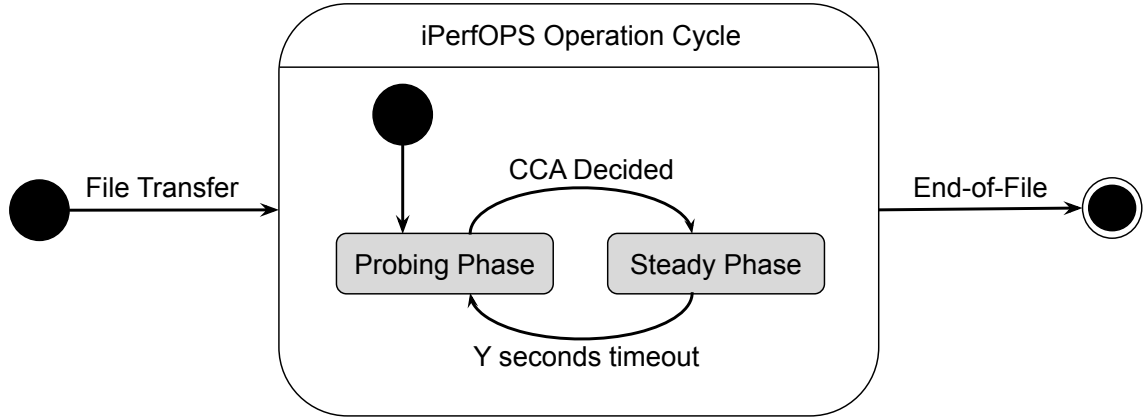 iPerfOPS Operation Cycle
File Transfer
CCA Decided
End-of-File
Probing Phase
Steady Phase
Y seconds timeout